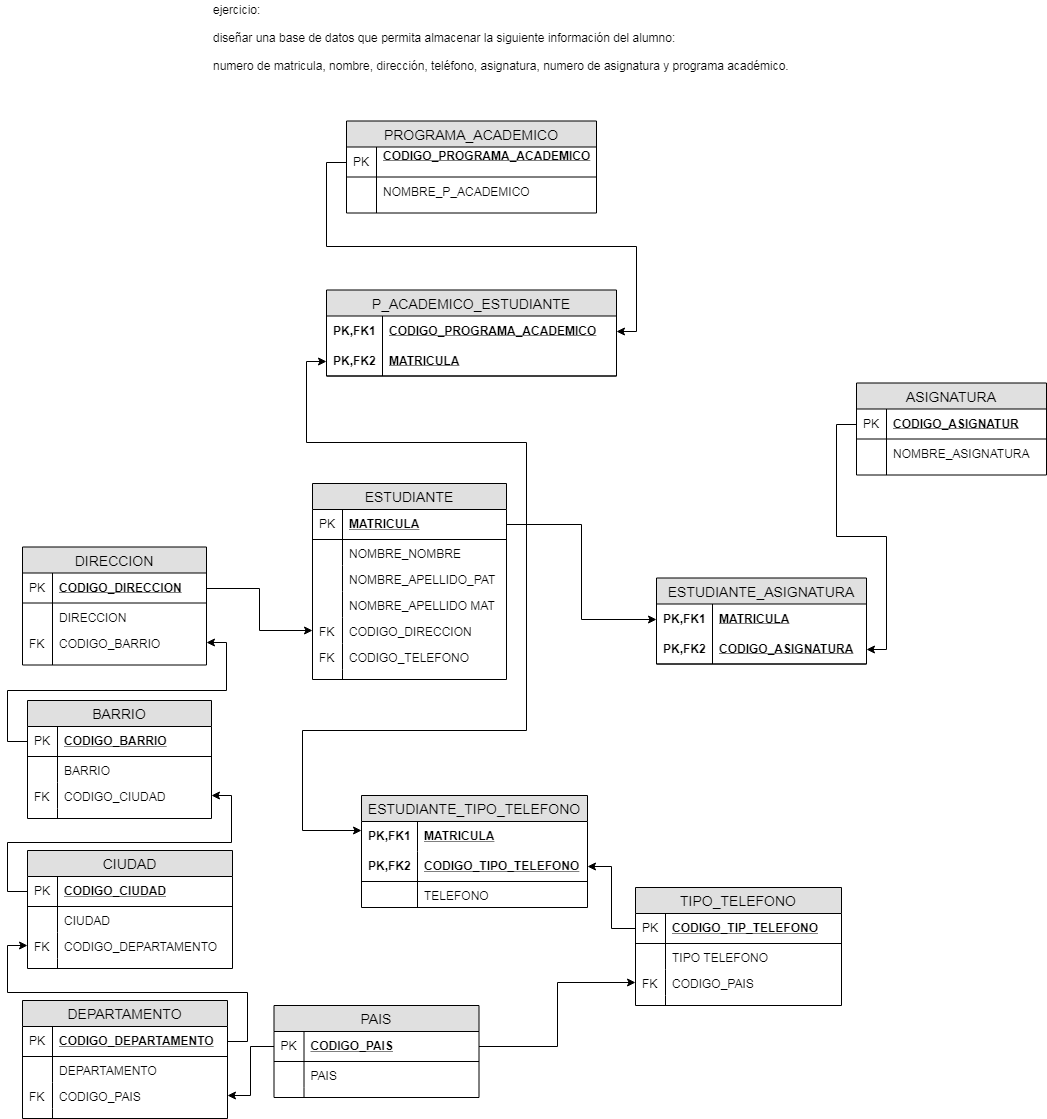 ejercicio:
diseñar una base de datos que permita almacenar la siguiente información del alumno:
numero de matricula, nombre, dirección, teléfono, asignatura, numero de asignatura y programa académico.
PROGRAMA_ACADEMICO
PK CODIGO_PROGRAMA_ACADEMICO
NOMBRE_P_ACADEMICO
P_ACADEMICO_ESTUDIANTE
PK,FK1 CODIGO_PROGRAMA_ACADEMICO
PK,FK2 MATRICULA
ASIGNATURA
PK CODIGO_ASIGNATUR
NOMBRE_ASIGNATURA
ESTUDIANTE
PK MATRICULA
NOMBRE_NOMBRE
NOMBRE_APELLIDO_PAT
NOMBRE_APELLIDO MAT
FK CODIGO_DIRECCION
FK CODIGO_TELEFONO
DIRECCION
PK CODIGO_DIRECCION
DIRECCION
FK CODIGO_BARRIO
ESTUDIANTE_ASIGNATURA
PK,FK1 MATRICULA
PK,FK2 CODIGO_ASIGNATURA
BARRIO
PK CODIGO_BARRIO
BARRIO
FK CODIGO_CIUDAD
ESTUDIANTE_TIPO_TELEFONO
PK,FK1 MATRICULA
PK,FK2 CODIGO_TIPO_TELEFONO
TELEFONO
CIUDAD
PK CODIGO_CIUDAD
CIUDAD
FK CODIGO_DEPARTAMENTO
TIPO_TELEFONO
PK CODIGO_TIP_TELEFONO
TIPO TELEFONO
FK CODIGO_PAIS
DEPARTAMENTO
PK CODIGO_DEPARTAMENTO
DEPARTAMENTO
FK CODIGO_PAIS
PAIS
PK CODIGO_PAIS
PAIS